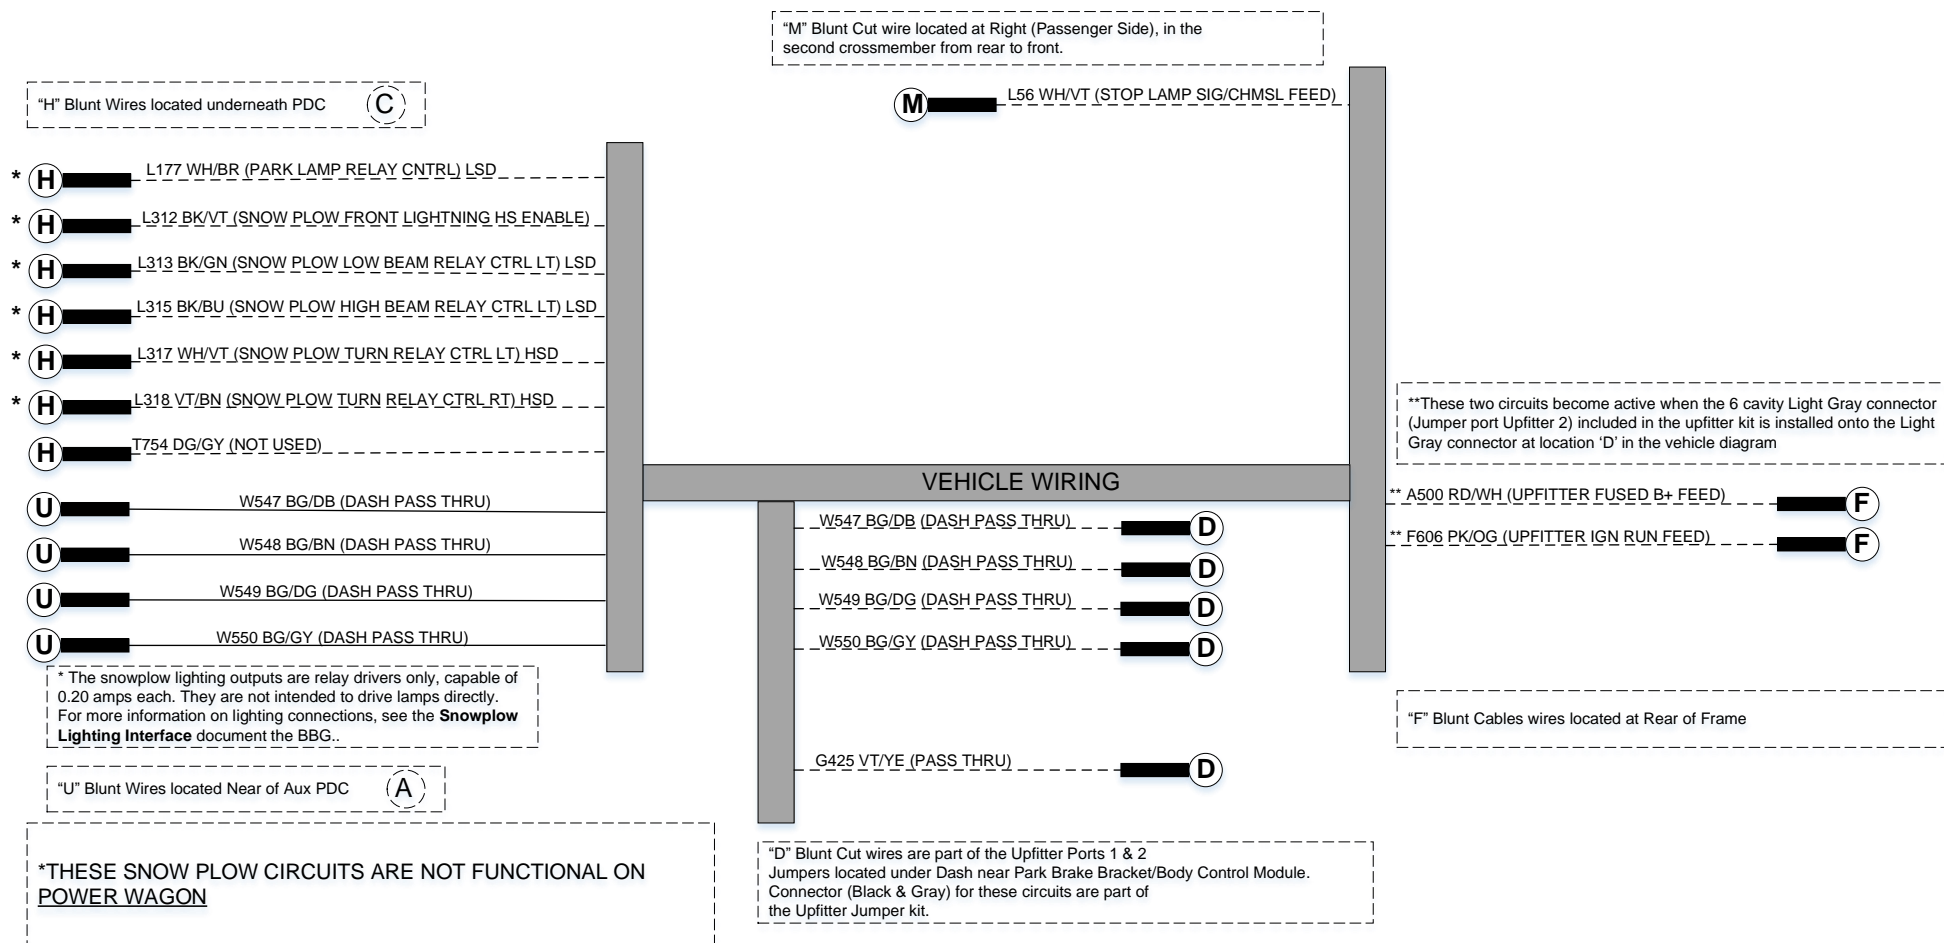 “M” Blunt Cut wire located at Right (Passenger Side), in the
second crossmember from rear to front.
“H” Blunt Wires located underneath PDC C
M L56 WH/VT (STOP LAMP SIG/CHMSL FEED)
* H L177 WH/BR (PARK LAMP RELAY CNTRL) LSD
* H L312 BK/VT (SNOW PLOW FRONT LIGHTNING HS ENABLE)
* H L313 BK/GN (SNOW PLOW LOW BEAM RELAY CTRL LT) LSD
* H L315 BK/BU (SNOW PLOW HIGH BEAM RELAY CTRL LT) LSD
* H L317 WH/VT (SNOW PLOW TURN RELAY CTRL LT) HSD
* H L318 VT/BN (SNOW PLOW TURN RELAY CTRL RT) HSD
H T754 DG/GY (NOT USED)
U W547 BG/DB (DASH PASS THRU)
U W548 BG/BN (DASH PASS THRU)
U W549 BG/DG (DASH PASS THRU)
U W550 BG/GY (DASH PASS THRU)
* The snowplow lighting outputs are relay drivers only, capable of
0.20 amps each. They are not intended to drive lamps directly.
For more information on lighting connections, see the Snowplow
Lighting Interface document the BBG..
“U” Blunt Wires located Near of Aux PDC A
*THESE SNOW PLOW CIRCUITS ARE NOT FUNCTIONAL ON
POWER WAGON
VEHICLE WIRING
W547 BG/DB (DASH PASS THRU) D
W548 BG/BN (DASH PASS THRU) D
W549 BG/DG (DASH PASS THRU) D
W550 BG/GY (DASH PASS THRU) D
G425 VT/YE (PASS THRU) D
“D” Blunt Cut wires are part of the Upfitter Ports 1 & 2
Jumpers located under Dash near Park Brake Bracket/Body Control Module.
Connector (Black & Gray) for these circuits are part of
the Upfitter Jumper kit.
**These two circuits become active when the 6 cavity Light Gray connector
(Jumper port Upfitter 2) included in the upfitter kit is installed onto the Light
Gray connector at location ‘D’ in the vehicle diagram
** A500 RD/WH (UPFITTER FUSED B+ FEED) F
** F606 PK/OG (UPFITTER IGN RUN FEED) F
“F” Blunt Cables wires located at Rear of Frame